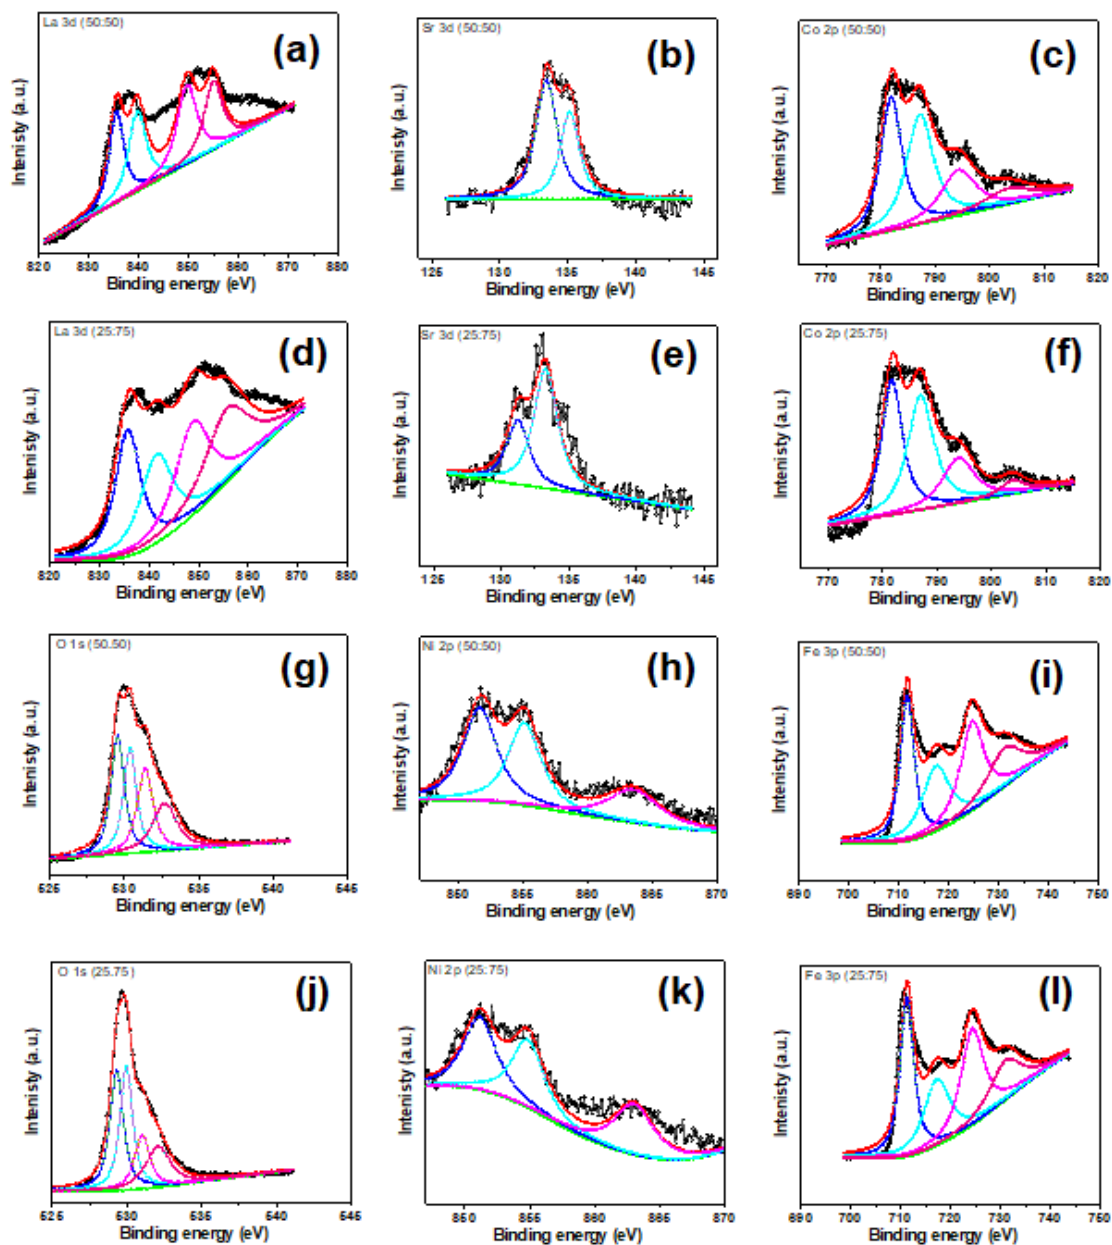 La 3d (50:50)
(a)
Intenisty (a.u.)
820 830 840 850 860 870 880
Binding energy (eV)
Sr 3d (50:50)
(b)
Intenisty (a.u.)
125 130 135 140 145
Binding energy (eV)
Co 2p (50:50)
(c)
Intenisty (a.u.)
770 780 790 800 810 820
Binding energy (eV)
La 3d (25:75)
(d)
Intenisty (a.u.)
820 830 840 850 860 870 880
Binding energy (eV)
Sr 3d (25:75)
(e)
Intenisty (a.u.)
125 130 135 140 145
Binding energy (eV)
Co 2p (25:75)
(f)
Intenisty (a.u.)
770 780 790 800 810 820
Binding energy (eV)
O 1s (50:50)
(g)
Intenisty (a.u.)
525 530 535 540 545
Binding energy (eV)
Ni 2p (50:50)
(h)
Intenisty (a.u.)
850 855 860 865 870
Binding energy (eV)
Fe 3p (50:50)
(i)
Intenisty (a.u.)
690 700 710 720 730 740 750
Binding energy (eV)
O 1s (25:75)
(j)
Intenisty (a.u.)
525 530 535 540 545
Binding energy (eV)
Ni 2p (25:75)
(k)
Intenisty (a.u.)
850 855 860 865 870
Binding energy (eV)
Fe 3p (25:75)
(l)
Intenisty (a.u.)
690 700 710 720 730 740 750
Binding energy (eV)